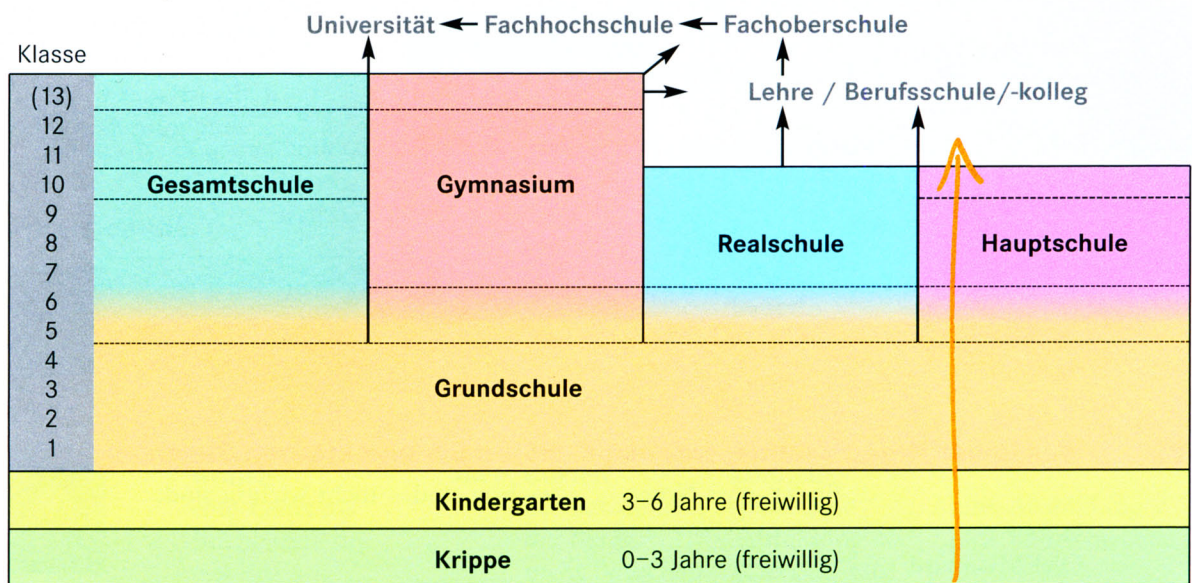 Universität Fachhochschule Fachoberschule
Klasse
(13)
Lehre / Berufsschule/-kolleg
12
11
10 Gesamtschule Gymnasium
9
8 Realschule Hauptschule
7
6
5
4
3 Grundschule
2
1
Kindergarten 3–6 Jahre (freiwillig)
Krippe 0–3 Jahre (freiwillig)